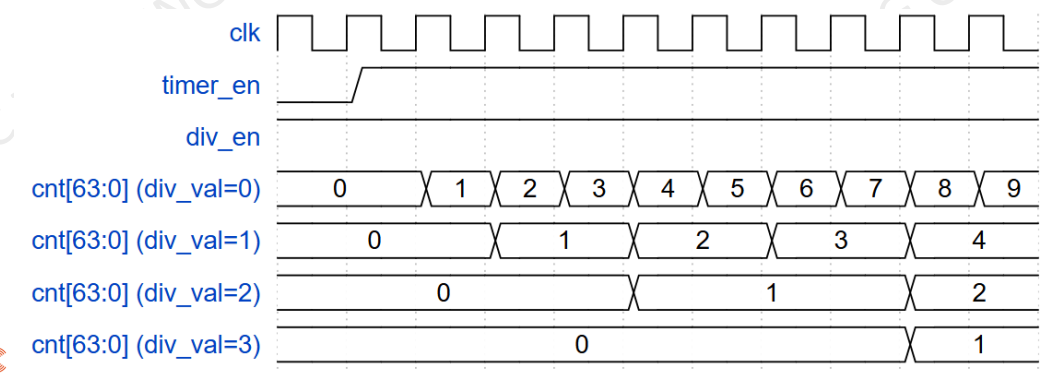 clk
timer_en
div_en
cnt[63:0] (div_val=0) 0 1 2 3 4 5 6 7 8 9
cnt[63:0] (div_val=1) 0 1 2 3 4
cnt[63:0] (div_val=2) 0 1 2
cnt[63:0] (div_val=3) 0 1